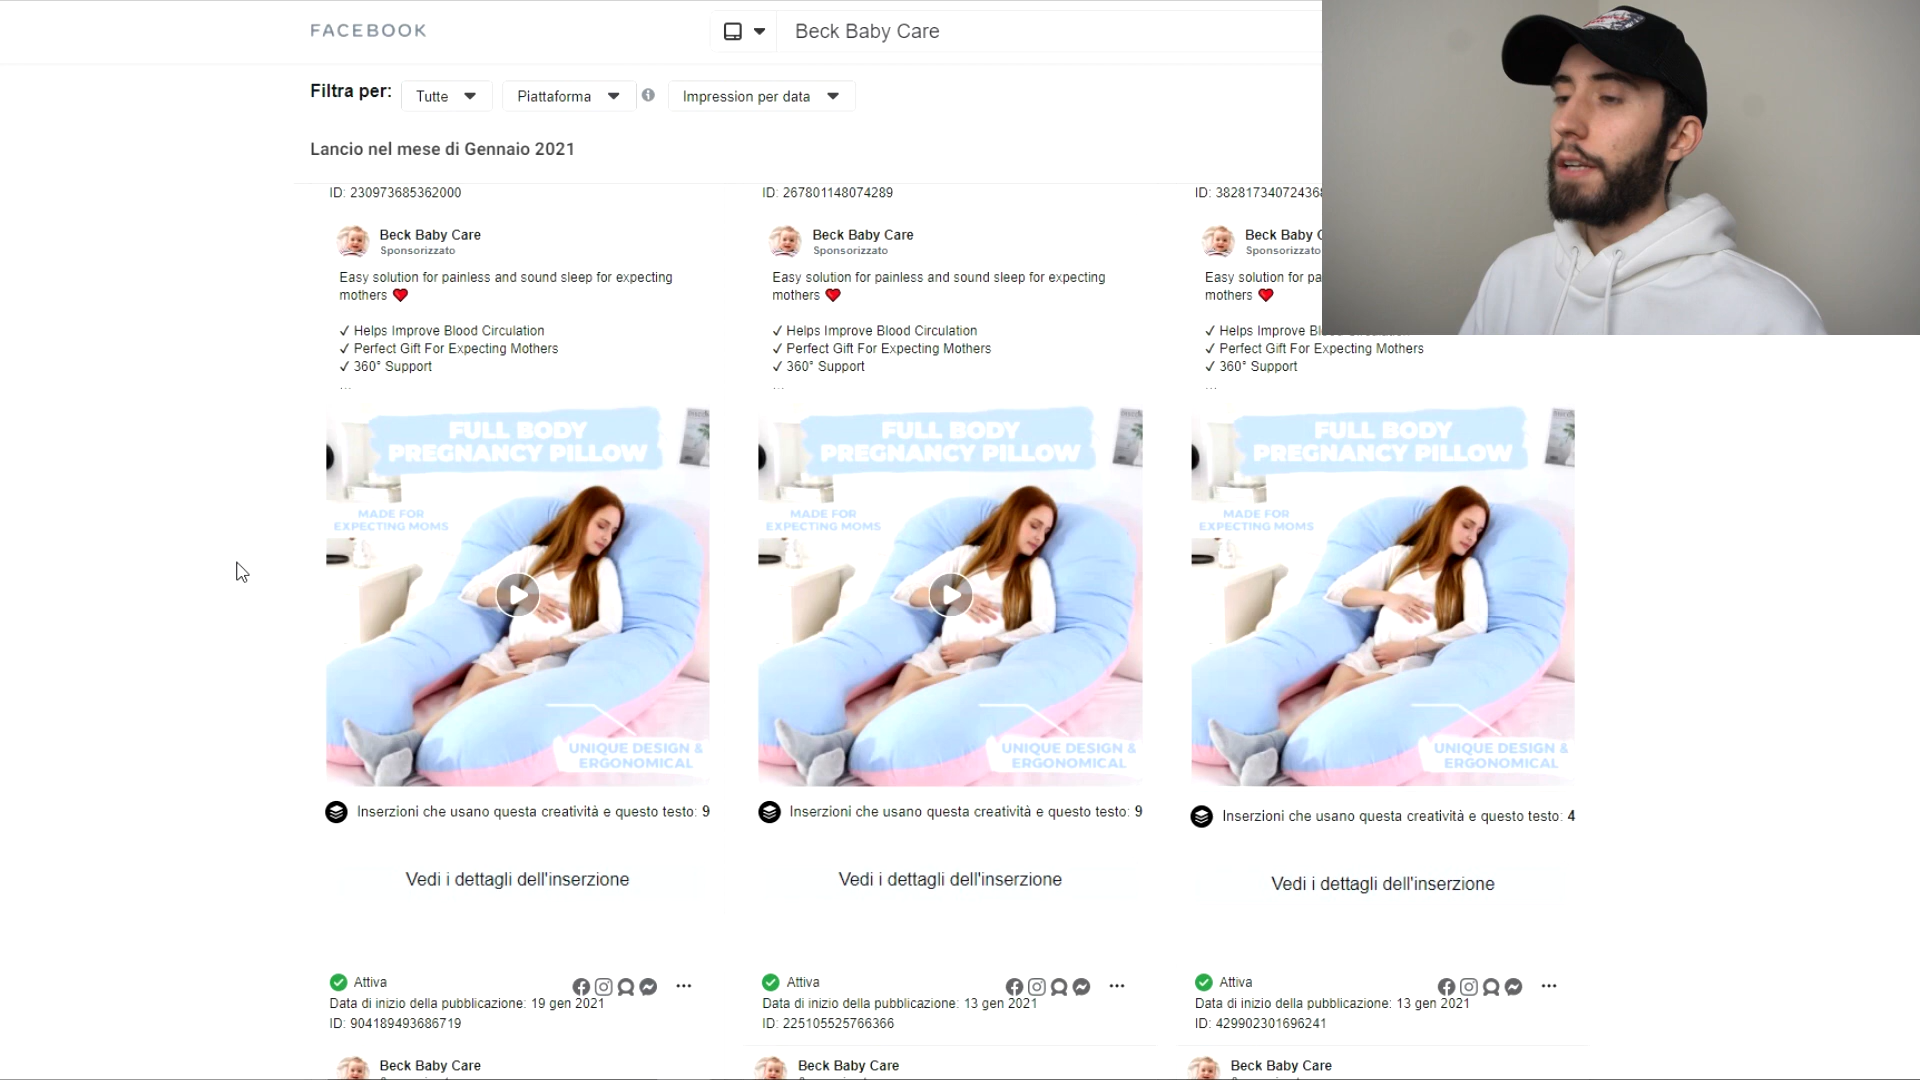 FACEBOOK
Beck Baby Care
Filtra per:
Tutte
Piattaforma
Impression per data
Lancio nel mese di Gennaio 2021
ID: 230973685362000
Beck Baby Care
Sponsorizzato
Easy solution for painless and sound sleep for expecting
mothers ❤
✓ Helps Improve Blood Circulation
✓ Perfect Gift For Expecting Mothers
✓ 360° Support
...
FULL BODY
PREGNANCY PILLOW
MADE FOR
EXPECTING MOMS
UNIQUE DESIGN &
ERGONOMICAL
Inserzioni che usano questa creatività e questo testo: 9
Vedi i dettagli dell'inserzione
ID: 267801148074289
Beck Baby Care
Sponsorizzato
Easy solution for painless and sound sleep for expecting
mothers ❤
✓ Helps Improve Blood Circulation
✓ Perfect Gift For Expecting Mothers
✓ 360° Support
...
FULL BODY
PREGNANCY PILLOW
MADE FOR
EXPECTING MOMS
UNIQUE DESIGN &
ERGONOMICAL
Inserzioni che usano questa creatività e questo testo: 9
Vedi i dettagli dell'inserzione
ID: 382817340724368
Beck Baby
Sponsorizzato
Easy solution for
mothers ❤
✓ Helps Improve Blood Circulation
✓ Perfect Gift For Expecting Mothers
✓ 360° Support
...
FULL BODY
PREGNANCY PILLOW
MADE FOR
EXPECTING MOMS
UNIQUE DESIGN &
ERGONOMICAL
Inserzioni che usano questa creatività e questo testo: 4
Vedi i dettagli dell'inserzione
Attiva
Data di inizio della pubblicazione: 19 gen 2021
ID: 904189493686719
Beck Baby Care
Attiva
Data di inizio della pubblicazione: 13 gen 2021
ID: 225105525766366
Beck Baby Care
Attiva
Data di inizio della pubblicazione: 13 gen 2021
ID: 429902301696241
Beck Baby Care